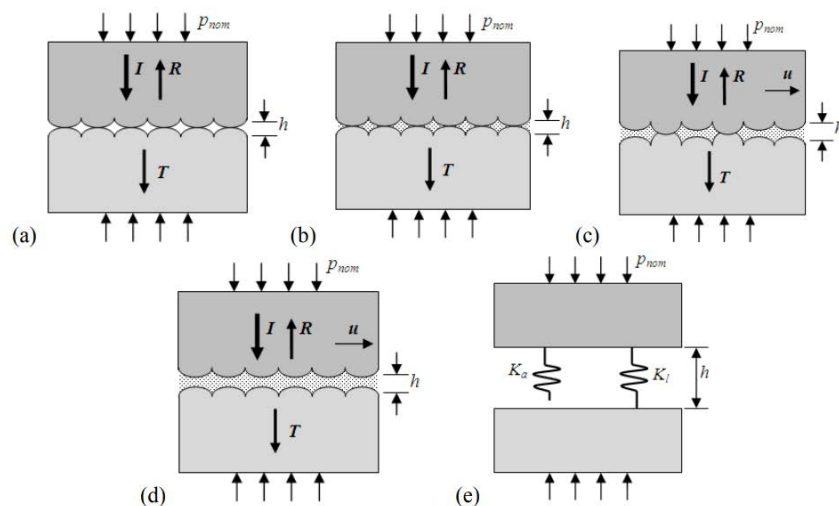 p_nom p_nom p_nom
I R I R I R u
h h h
T T T
(a) (b) (c)
p_nom p_nom
I R u
K_a K_l h
h
T
(d) (e)